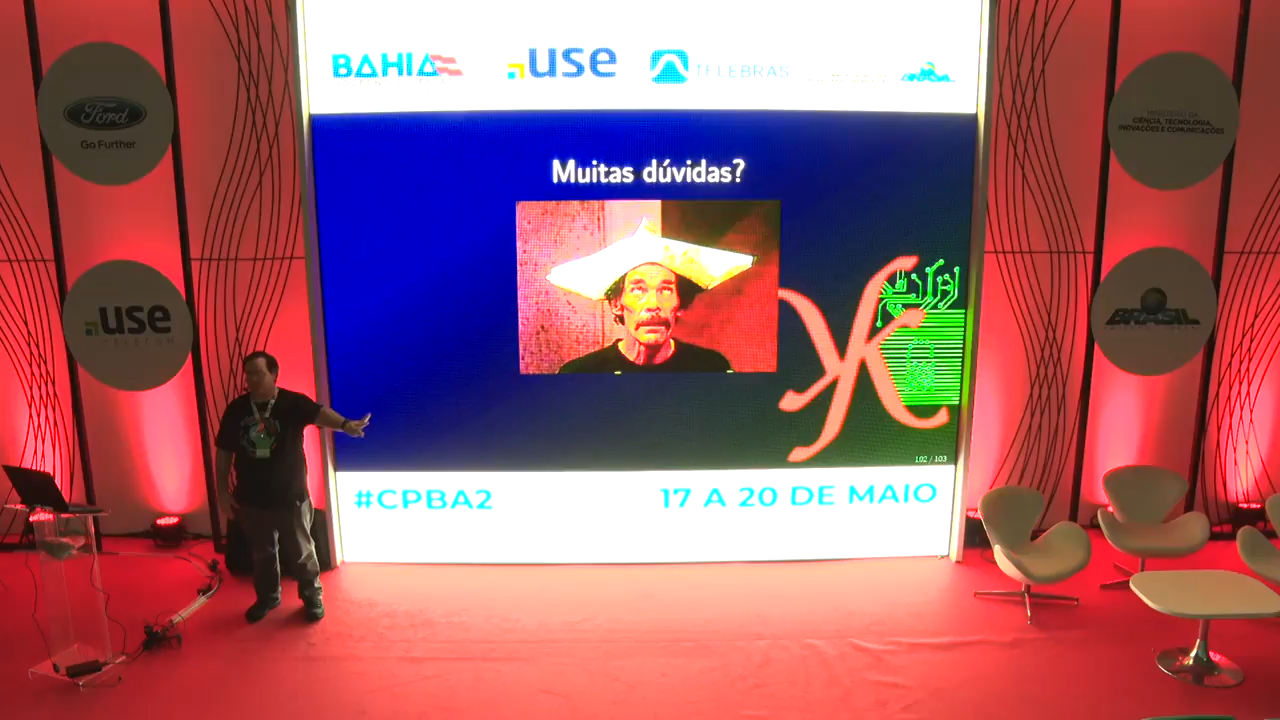 BAHIA
use
TELEBRAS
Ford
Go Further
CIÊNCIA, TECNOLOGIA,
INOVAÇÕES E COMUNICAÇÕES
Muitas dúvidas?
use
TELECOM
BRASIL
102 / 103
#CPBA2
17 A 20 DE MAIO